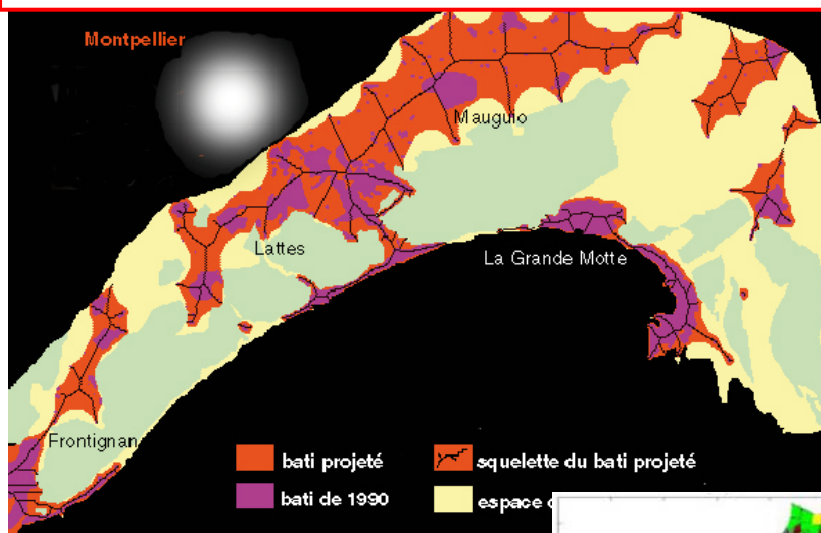 Montpellier
Mauguio
Lattes
La Grande Motte
Frontignan
bati projeté
squelette du bati projeté
bati de 1990
espace